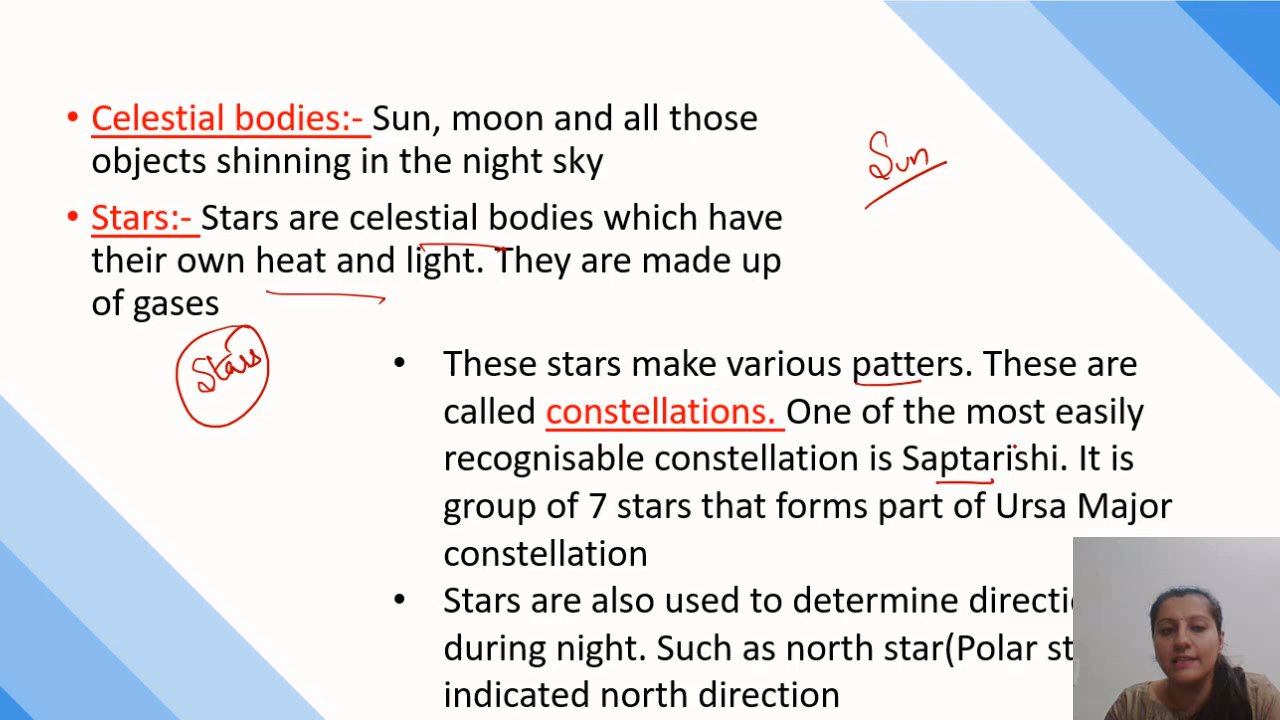 • Celestial bodies:- Sun, moon and all those
objects shinning in the night sky
Sun
• Stars:- Stars are celestial bodies which have
their own heat and light. They are made up
of gases
Stars
• These stars make various patters. These are
called constellations. One of the most easily
recognisable constellation is Saptarishi. It is
group of 7 stars that forms part of Ursa Major
constellation
• Stars are also used to determine
during night. Such as north star(Polar
indicated north direction